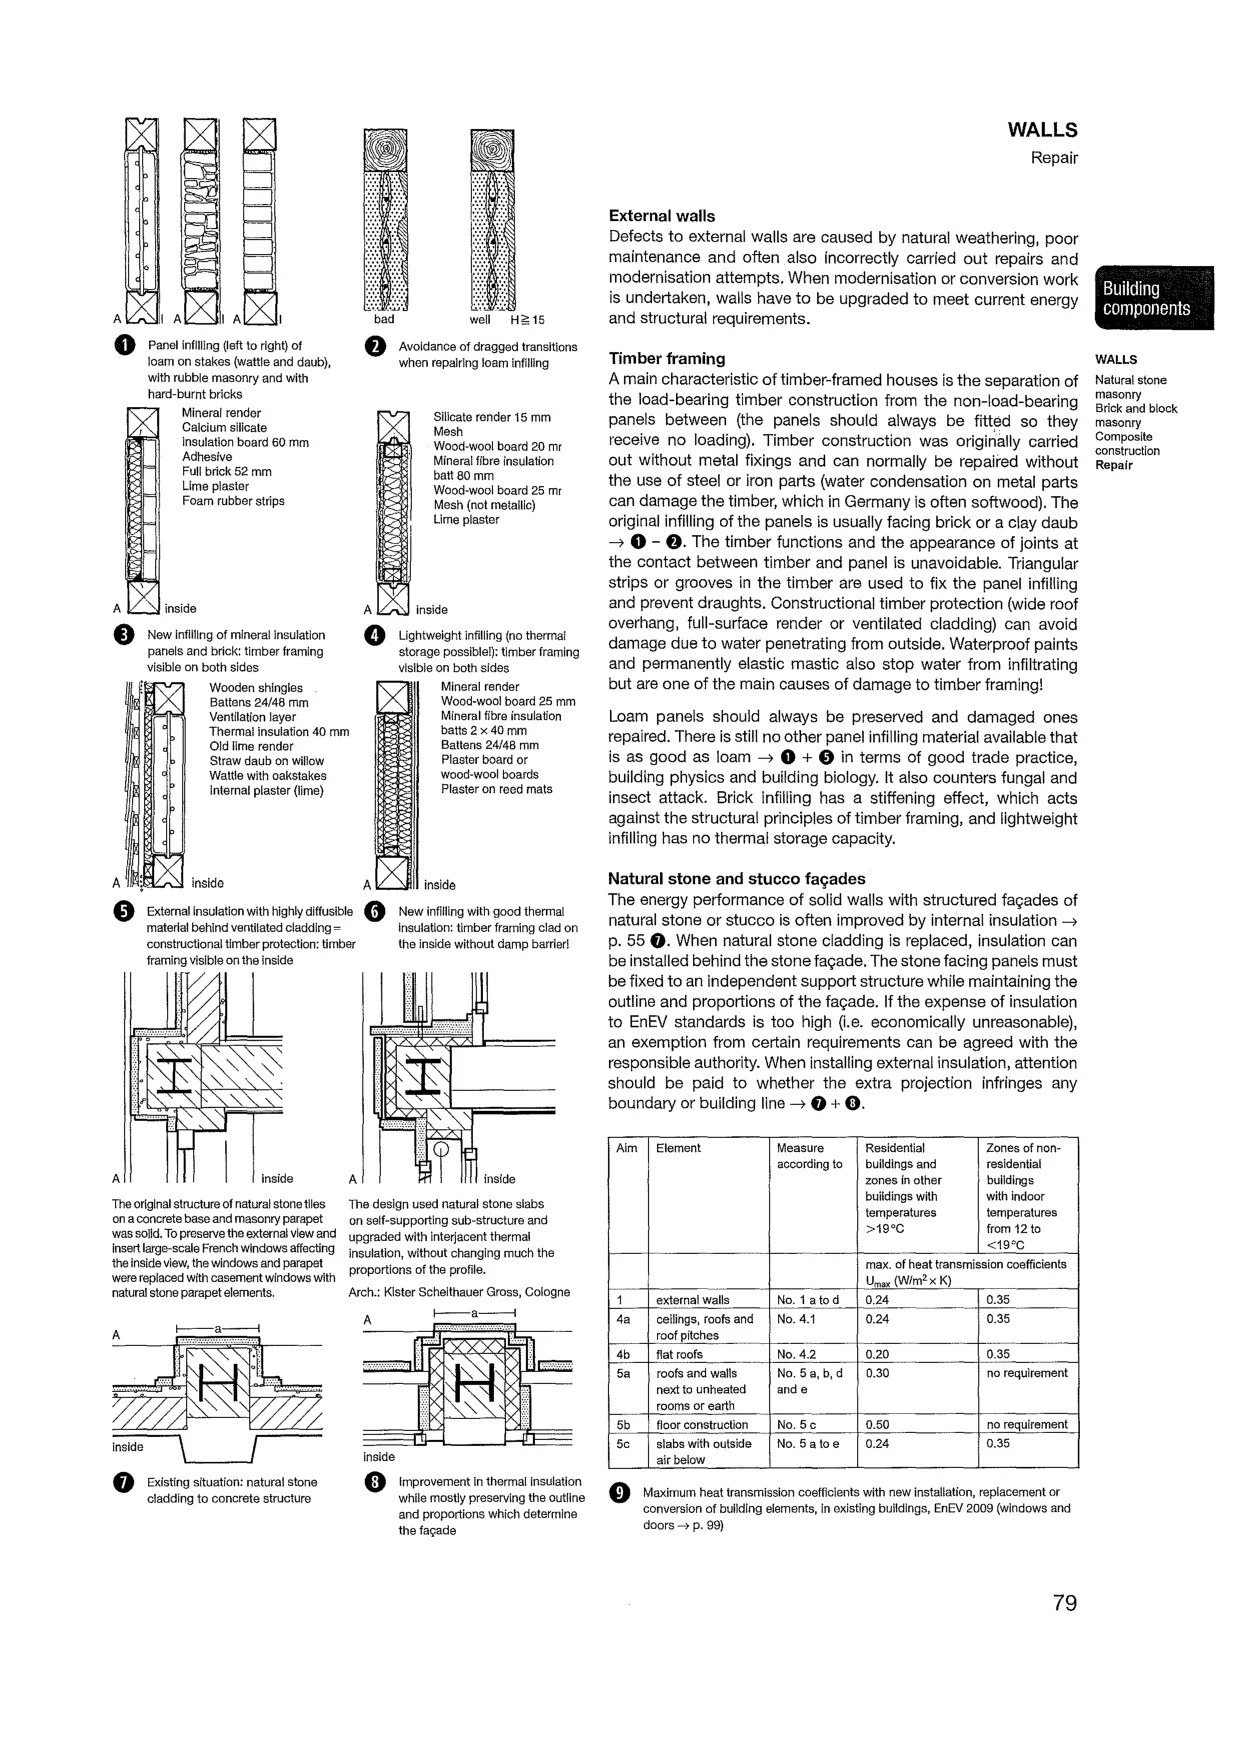 WALLS
Repair
A I A I A I
❶ Panel infilling (left to right) of
loam on stakes (wattle and daub),
with rubble masonry and with
hard-burnt bricks
bad well H≧15
❷ Avoidance of dragged transitions
when repairing loam infilling
Mineral render
Calcium silicate
insulation board 60 mm
Adhesive
Full brick 52 mm
Lime plaster
Foam rubber strips
A inside
❸ New infilling of mineral insulation
panels and brick: timber framing
visible on both sides
Silicate render 15 mm
Mesh
Wood-wool board 20 mr
Mineral fibre insulation
batt 80 mm
Wood-wool board 25 mr
Mesh (not metallic)
Lime plaster
A inside
❹ Lightweight infilling (no thermal
storage possible!): timber framing
visible on both sides
Wooden shingles
Battens 24/48 mm
Ventilation layer
Thermal insulation 40 mm
Old lime render
Straw daub on willow
Wattle with oakstakes
Internal plaster (lime)
A inside
❺ External insulation with highly diffusible
material behind ventilated cladding =
constructional timber protection: timber
framing visible on the inside
Mineral render
Wood-wool board 25 mm
Mineral fibre insulation
batts 2 x 40 mm
Battens 24/48 mm
Plaster board or
wood-wool boards
Plaster on reed mats
A inside
❻ New infilling with good thermal
insulation: timber framing clad on
the inside without damp barrier!
A inside
The original structure of natural stone tiles
on a concrete base and masonry parapet
was solid. To preserve the external view and
insert large-scale French windows affecting
the inside view, the windows and parapet
were replaced with casement windows with
natural stone parapet elements.
A inside
The design used natural stone slabs
on self-supporting sub-structure and
upgraded with interjacent thermal
insulation, without changing much the
proportions of the profile.
Arch.: Kister Scheithauer Gross, Cologne
A a
inside
❼ Existing situation: natural stone
cladding to concrete structure
A a
inside
❽ Improvement in thermal insulation
while mostly preserving the outline
and proportions which determine
the façade
External walls
Defects to external walls are caused by natural weathering, poor
maintenance and often also incorrectly carried out repairs and
modernisation attempts. When modernisation or conversion work
is undertaken, walls have to be upgraded to meet current energy
and structural requirements.
Timber framing
A main characteristic of timber-framed houses is the separation of
the load-bearing timber construction from the non-load-bearing
panels between (the panels should always be fitted so they
receive no loading). Timber construction was originally carried
out without metal fixings and can normally be repaired without
the use of steel or iron parts (water condensation on metal parts
can damage the timber, which in Germany is often softwood). The
original infilling of the panels is usually facing brick or a clay daub
→ ❶ – ❷. The timber functions and the appearance of joints at
the contact between timber and panel is unavoidable. Triangular
strips or grooves in the timber are used to fix the panel infilling
and prevent draughts. Constructional timber protection (wide roof
overhang, full-surface render or ventilated cladding) can avoid
damage due to water penetrating from outside. Waterproof paints
and permanently elastic mastic also stop water from infiltrating
but are one of the main causes of damage to timber framing!
Loam panels should always be preserved and damaged ones
repaired. There is still no other panel infilling material available that
is as good as loam → ❶ + ❺ in terms of good trade practice,
building physics and building biology. It also counters fungal and
insect attack. Brick infilling has a stiffening effect, which acts
against the structural principles of timber framing, and lightweight
infilling has no thermal storage capacity.
Natural stone and stucco façades
The energy performance of solid walls with structured façades of
natural stone or stucco is often improved by internal insulation →
p. 55 ❼. When natural stone cladding is replaced, insulation can
be installed behind the stone façade. The stone facing panels must
be fixed to an independent support structure while maintaining the
outline and proportions of the façade. If the expense of insulation
to EnEV standards is too high (i.e. economically unreasonable),
an exemption from certain requirements can be agreed with the
responsible authority. When installing external insulation, attention
should be paid to whether the extra projection infringes any
boundary or building line → ❼ + ❽.
Aim Element Measure according to Residential buildings and zones in other buildings with temperatures >19°C Zones of non-residential buildings with indoor temperatures from 12 to <19°C
max. of heat transmission coefficients
Umax (W/m² x K)
1 external walls No. 1 a to d 0.24 0.35
4a ceilings, roofs and roof pitches No. 4.1 0.24 0.35
4b flat roofs No. 4.2 0.20 0.35
5a roofs and walls next to unheated rooms or earth No. 5 a, b, d and e 0.30 no requirement
5b floor construction No. 5 c 0.50 no requirement
5c slabs with outside air below No. 5 a to e 0.24 0.35
❾ Maximum heat transmission coefficients with new installation, replacement or
conversion of building elements, in existing buildings, EnEV 2009 (windows and
doors → p. 99)
Building
components
WALLS
Natural stone
masonry
Brick and block
masonry
Composite
construction
Repair
79